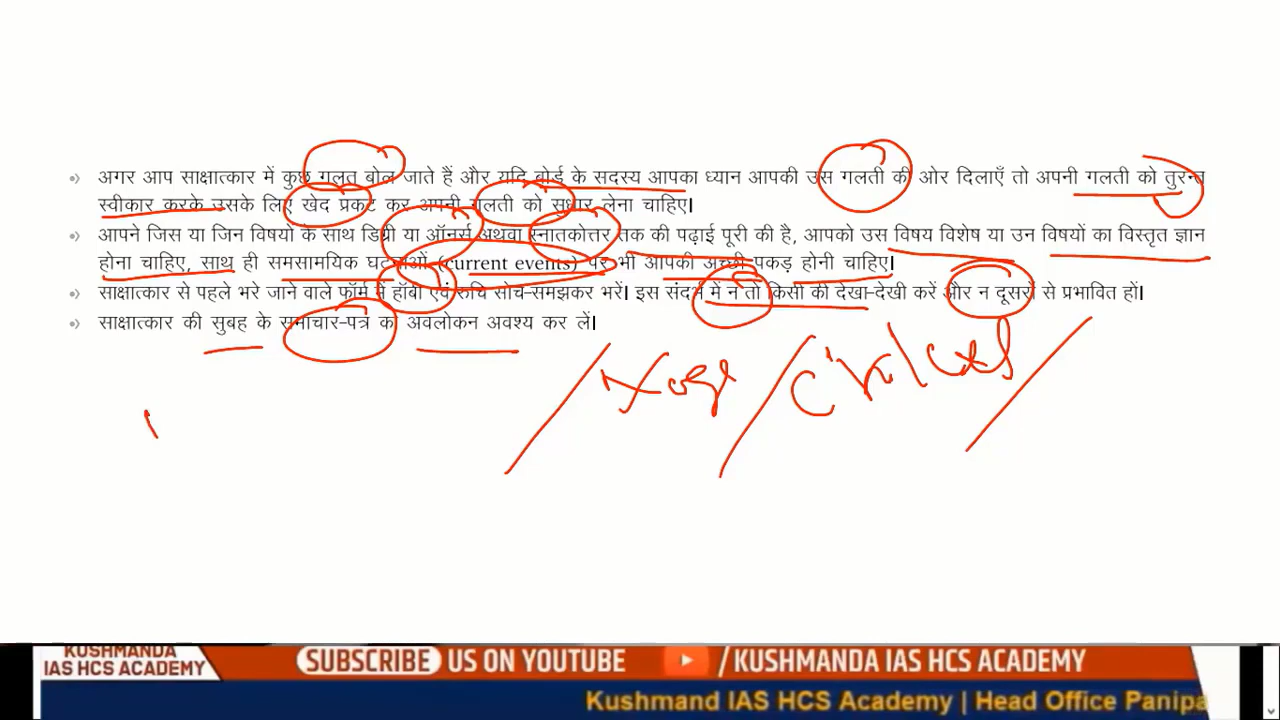 अगर आप साक्षात्कार में कुछ गलत बोल जाते हैं और यदि बोर्ड के सदस्य आपका ध्यान आपकी उस गलती की ओर दिलाएँ तो अपनी गलती को तुरन्त
स्वीकार करके उसके लिए खेद प्रकट कर अपनी गलती को सुधार लेना चाहिए।
आपने जिस या जिन विषयों के साथ डिग्री या ऑनर्स अथवा स्नातकोत्तर तक की पढ़ाई पूरी की है, आपको उस विषय विशेष या उन विषयों का विस्तृत ज्ञान
होना चाहिए, साथ ही समसामयिक घटनाओं (current events) पर भी आपकी अच्छी पकड़ होनी चाहिए।
साक्षात्कार से पहले भरे जाने वाले फॉर्म में हॉबी एवं रुचि सोच-समझकर भरें। इस संदर्भ में न तो किसी की देखा-देखी करें और न दूसरों से प्रभावित हों।
साक्षात्कार की सुबह के समाचार-पत्र का अवलोकन अवश्य कर लें।
KUSHMANDA
IAS HCS ACADEMY
SUBSCRIBE US ON YOUTUBE /KUSHMANDA IAS HCS ACADEMY
Kushmand IAS HCS Academy | Head Office Panipa